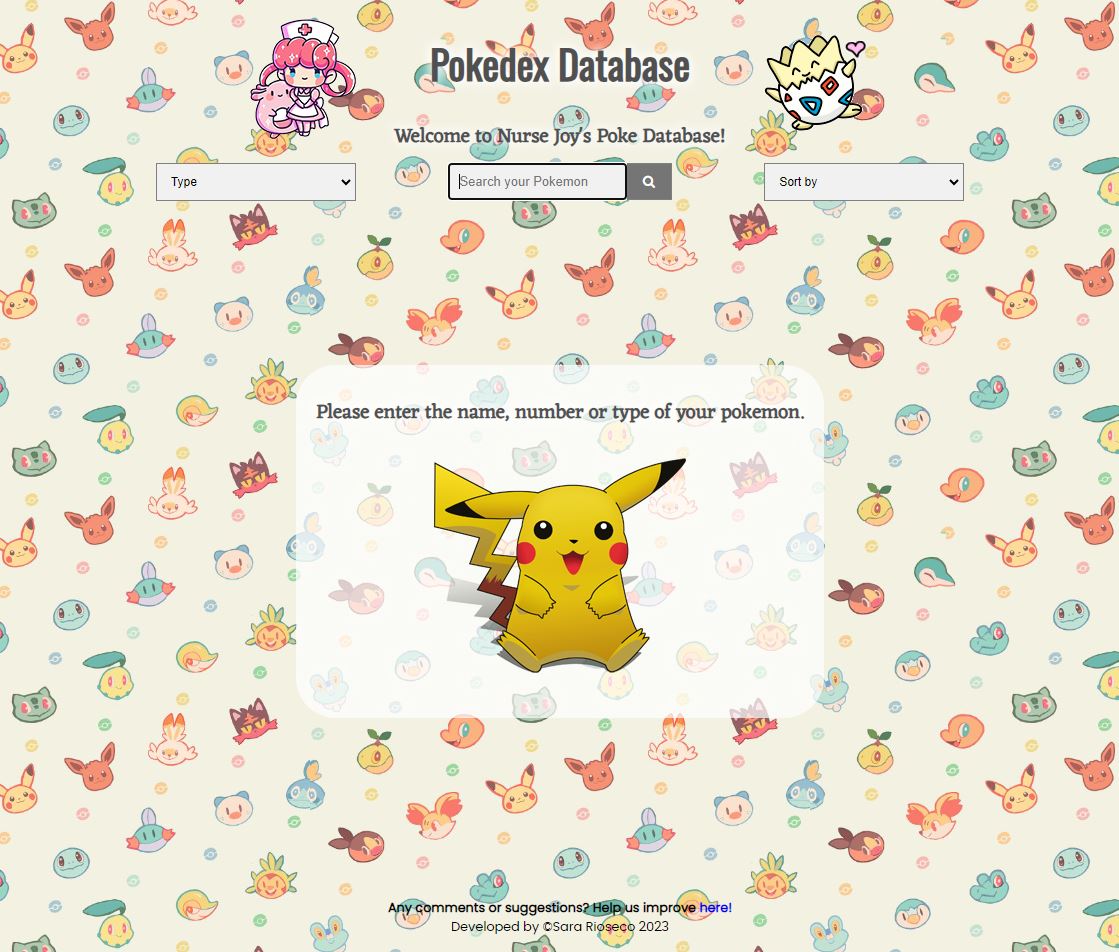 Pokedex Database
Welcome to Nurse Joy's Poke Database!
Type
Search your Pokemon
Sort by
Please enter the name, number or type of your pokemon.
Any comments or suggestions? Help us improve here!
Developed by ©Sara Rioseco 2023